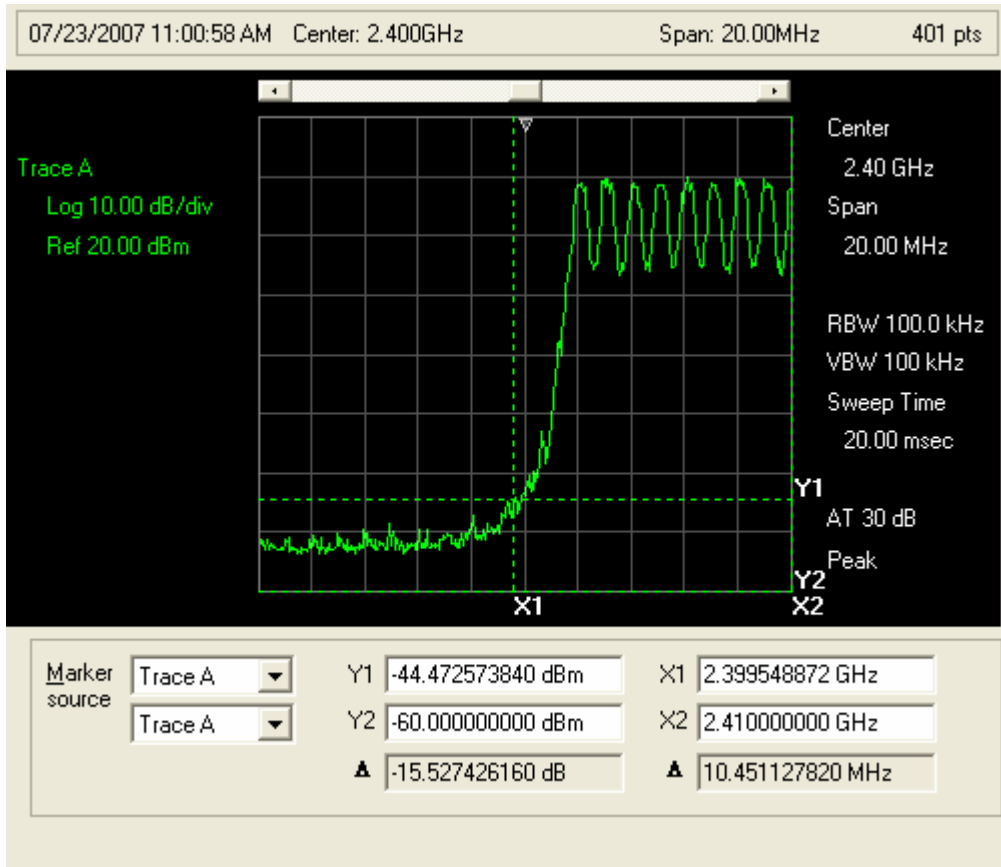 07/23/2007 11:00:58 AM Center: 2.400GHz Span: 20.00MHz 401 pts
Trace A
Log 10.00 dB/div
Ref 20.00 dBm
Center
2.40 GHz
Span
20.00 MHz
RBW 100.0 kHz
VBW 100 kHz
Sweep Time
20.00 msec
AT 30 dB
Peak
Y1
Y2
X1 X2
Marker source
Trace A
Trace A
Y1 -44.472573840 dBm
Y2 -60.000000000 dBm
Δ -15.527426160 dB
X1 2.399548872 GHz
X2 2.410000000 GHz
Δ 10.451127820 MHz